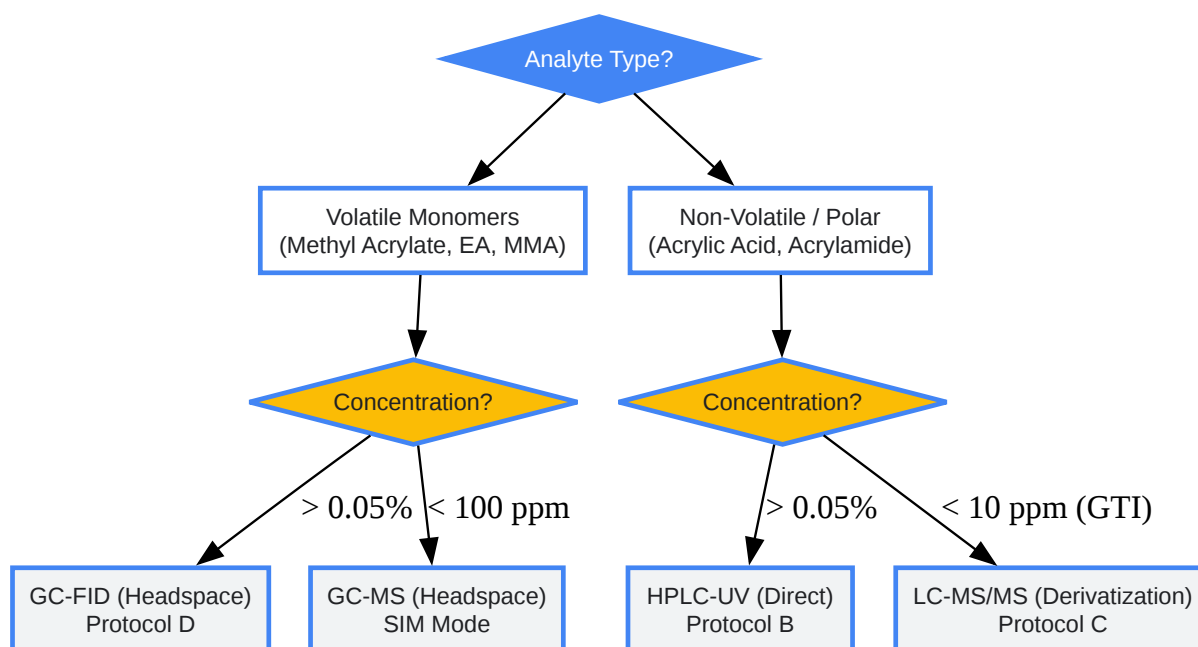 Analyte Type?
Volatile Monomers
(Methyl Acrylate, EA, MMA)
Non-Volatile / Polar
(Acrylic Acid, Acrylamide)
Concentration?
Concentration?
> 0.05%
< 100 ppm
> 0.05%
< 10 ppm (GTI)
GC-FID (Headspace)
Protocol D
GC-MS (Headspace)
SIM Mode
HPLC-UV (Direct)
Protocol B
LC-MS/MS (Derivatization)
Protocol C